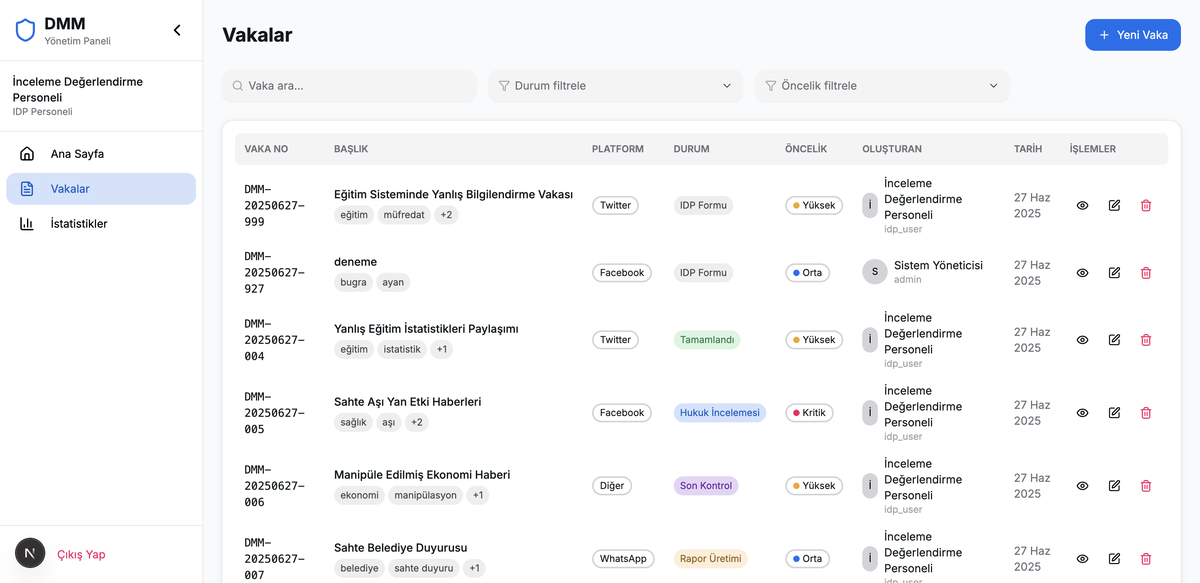 DMM
Yönetim Paneli
İnceleme Değerlendirme
Personeli
IDP Personeli
Ana Sayfa
Vakalar
İstatistikler
N
Çıkış Yap
Vakalar
+ Yeni Vaka
Vaka ara...
Durum filtrele
Öncelik filtrele
VAKA NO BAŞLIK PLATFORM DURUM ÖNCELİK OLUŞTURAN TARİH İŞLEMLER
DMM-
20250627-
999
Eğitim Sisteminde Yanlış Bilgilendirme Vakası
eğitim müfredat +2
Twitter
IDP Formu
Yüksek
İ
İnceleme
Değerlendirme
Personeli
idp_user
27 Haz
2025
DMM-
20250627-
927
deneme
bugra ayan
Facebook
IDP Formu
Orta
S
Sistem Yöneticisi
admin
27 Haz
2025
DMM-
20250627-
004
Yanlış Eğitim İstatistikleri Paylaşımı
eğitim istatistik +1
Twitter
Tamamlandı
Yüksek
İ
İnceleme
Değerlendirme
Personeli
idp_user
27 Haz
2025
DMM-
20250627-
005
Sahte Aşı Yan Etki Haberleri
sağlık aşı +2
Facebook
Hukuk İncelemesi
Kritik
İ
İnceleme
Değerlendirme
Personeli
idp_user
27 Haz
2025
DMM-
20250627-
006
Manipüle Edilmiş Ekonomi Haberi
ekonomi manipülasyon +1
Diğer
Son Kontrol
Yüksek
İ
İnceleme
Değerlendirme
Personeli
idp_user
27 Haz
2025
DMM-
20250627-
007
Sahte Belediye Duyurusu
belediye sahte duyuru +1
WhatsApp
Rapor Üretimi
Orta
İ
İnceleme
Değerlendirme
Personeli
idp_user
27 Haz
2025